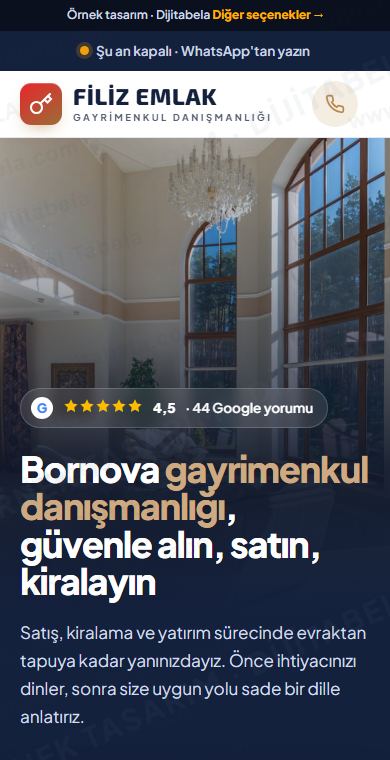 Örnek tasarım · Dijitabela Diğer seçenekler →
Şu an kapalı · WhatsApp'tan yazın
FİLİZ EMLAK
GAYRİMENKUL DANIŞMANLIĞI
G ★★★★★ 4,5 · 44 Google yorumu
Bornova gayrimenkul
danışmanlığı,
güvenle alın, satın,
kiralayın
Satış, kiralama ve yatırım sürecinde evraktan
tapuya kadar yanınızdayız. Önce ihtiyacınızı
dinler, sonra size uygun yolu sade bir dille
anlatırız.